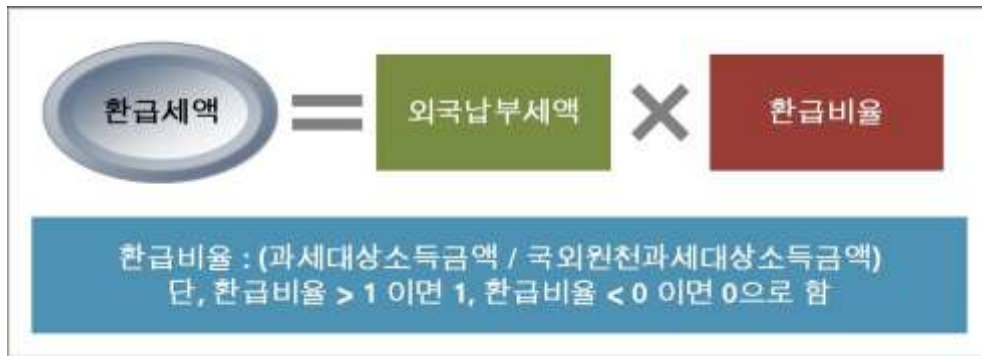 환급세액 = 외국납부세액 × 환급비율
환급비율 : (과세대상소득금액 / 국외원천과세대상소득금액)
단, 환급비율 > 1 이면 1, 환급비율 < 0 이면 0으로 함